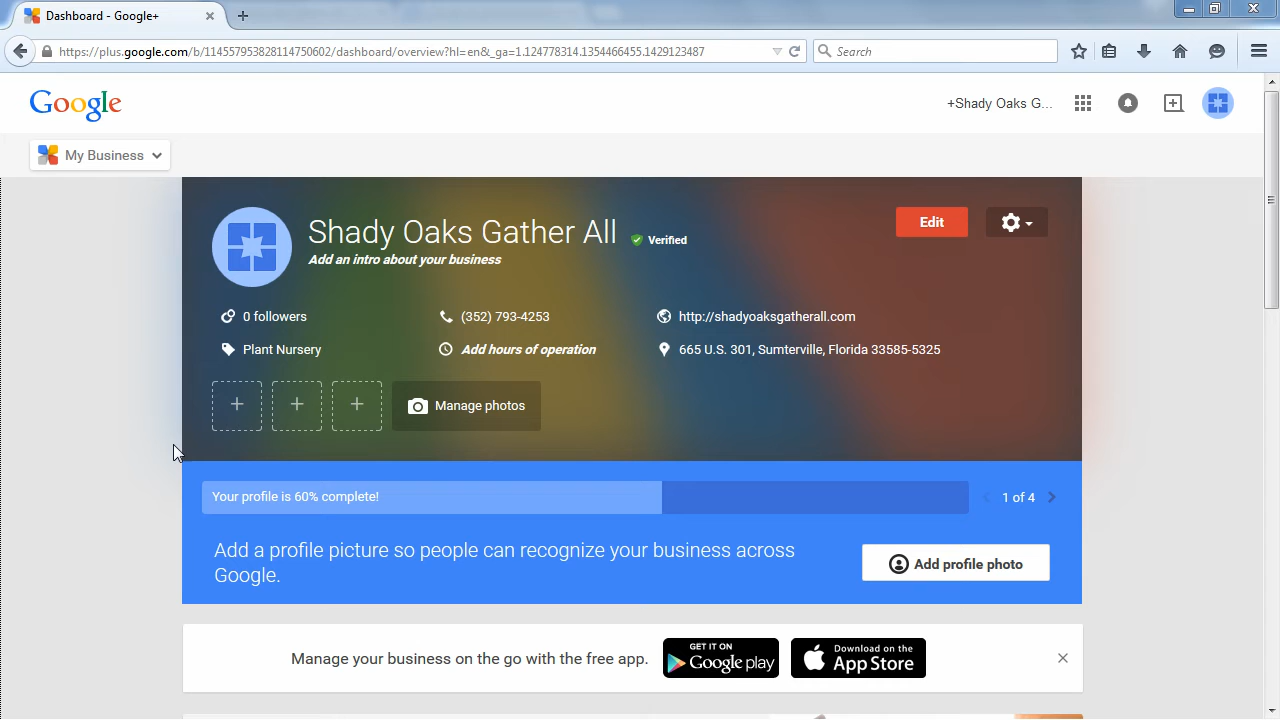 Dashboard - Google+
https://plus.google.com/b/114557953828114750602/dashboard/overview?hl=en&_ga=1.124778314.1354466455.1429123487
Search
Google
+Shady Oaks G...
My Business
Shady Oaks Gather All
Verified
Edit
Add an intro about your business
0 followers
(352) 793-4253
http://shadyoaksgatherall.com
Plant Nursery
Add hours of operation
665 U.S. 301, Sumterville, Florida 33585-5325
Manage photos
Your profile is 60% complete!
1 of 4
Add a profile picture so people can recognize your business across
Google.
Add profile photo
Manage your business on the go with the free app.
GET IT ON
Google play
Download on the
App Store